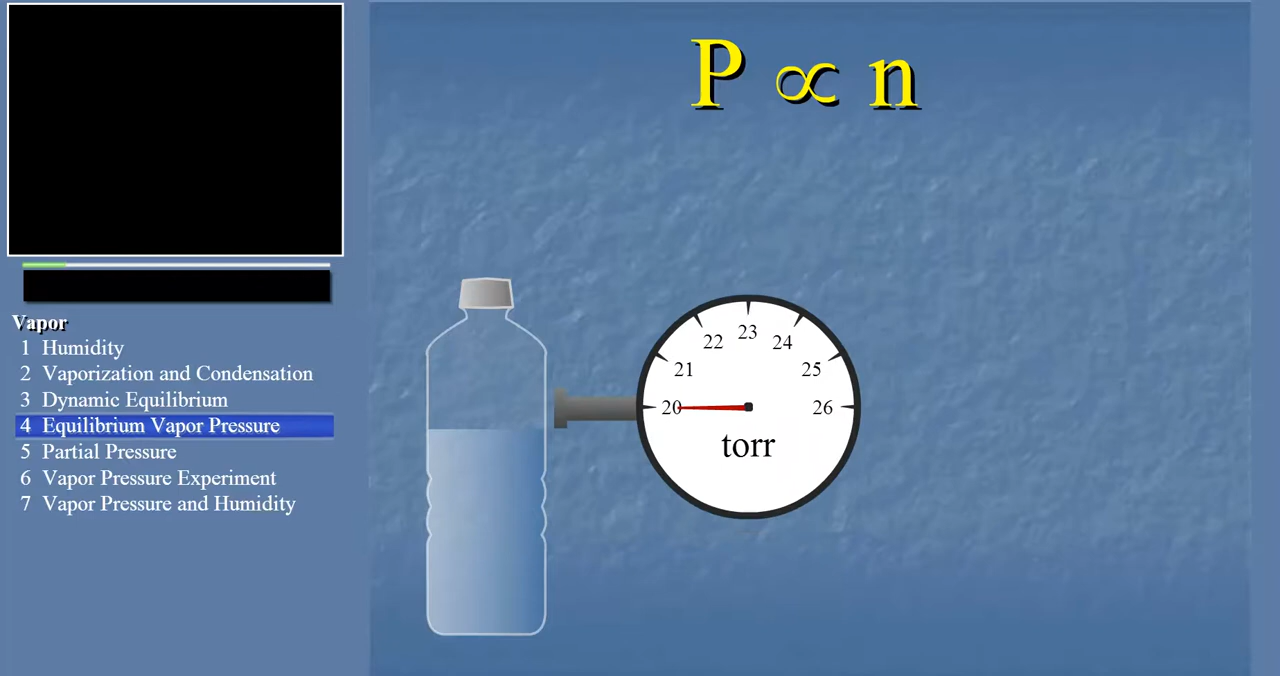 P ∝ n
Vapor
1 Humidity
2 Vaporization and Condensation
3 Dynamic Equilibrium
4 Equilibrium Vapor Pressure
5 Partial Pressure
6 Vapor Pressure Experiment
7 Vapor Pressure and Humidity
20
21
22
23
24
25
26
torr